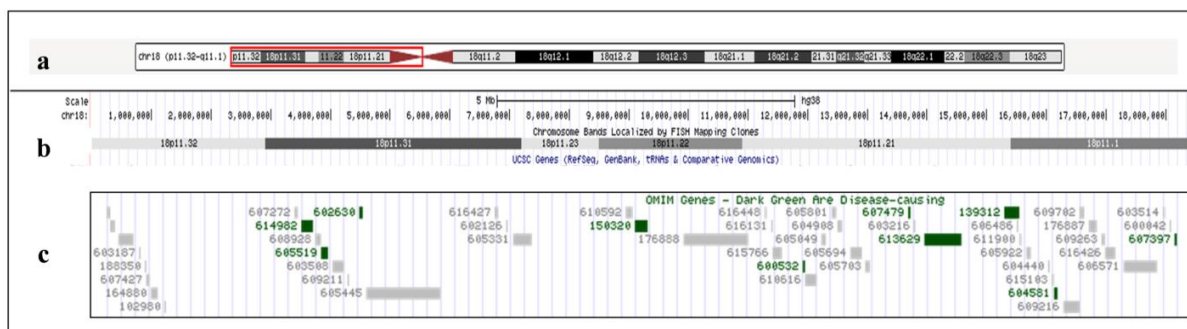 a
chr18 (p11.32-q11.1) p11.32 18p11.31 11.22 18p11.21 18q11.2 18q12.1 18q12.2 18q12.3 18q21.1 18q21.2 21.31 q21.32 q21.33 18q22.1 22.2 18q22.3 18q23
Scale 5 Mb hg38
chr18: 1,000,000 2,000,000 3,000,000 4,000,000 5,000,000 6,000,000 7,000,000 8,000,000 9,000,000 10,000,000 11,000,000 12,000,000 13,000,000 14,000,000 15,000,000 16,000,000 17,000,000 18,000,000
Chromosome Bands Localized by FISH Mapping Clones
b 18p11.32 18p11.31 18p11.23 18p11.22 18p11.21 18p11.1
UCSC Genes (RefSeq, GenBank, tRNAs & Comparative Genomics)
OMIM Genes - Dark Green Are Disease-causing
607272 602630 616427 610592 616448 605801 607479 139312 609702 603514
614982 602126 150320 616131 604908 603216 606486 176887 600042
608928 605331 176888 605049 613629 611900 609263 607397
c
603187 605519 615766 605694 605922 616426
188350 603508 600532 605703 604440 606571
607427 609211 610616 615103
164880 605445 604581
102980 609216